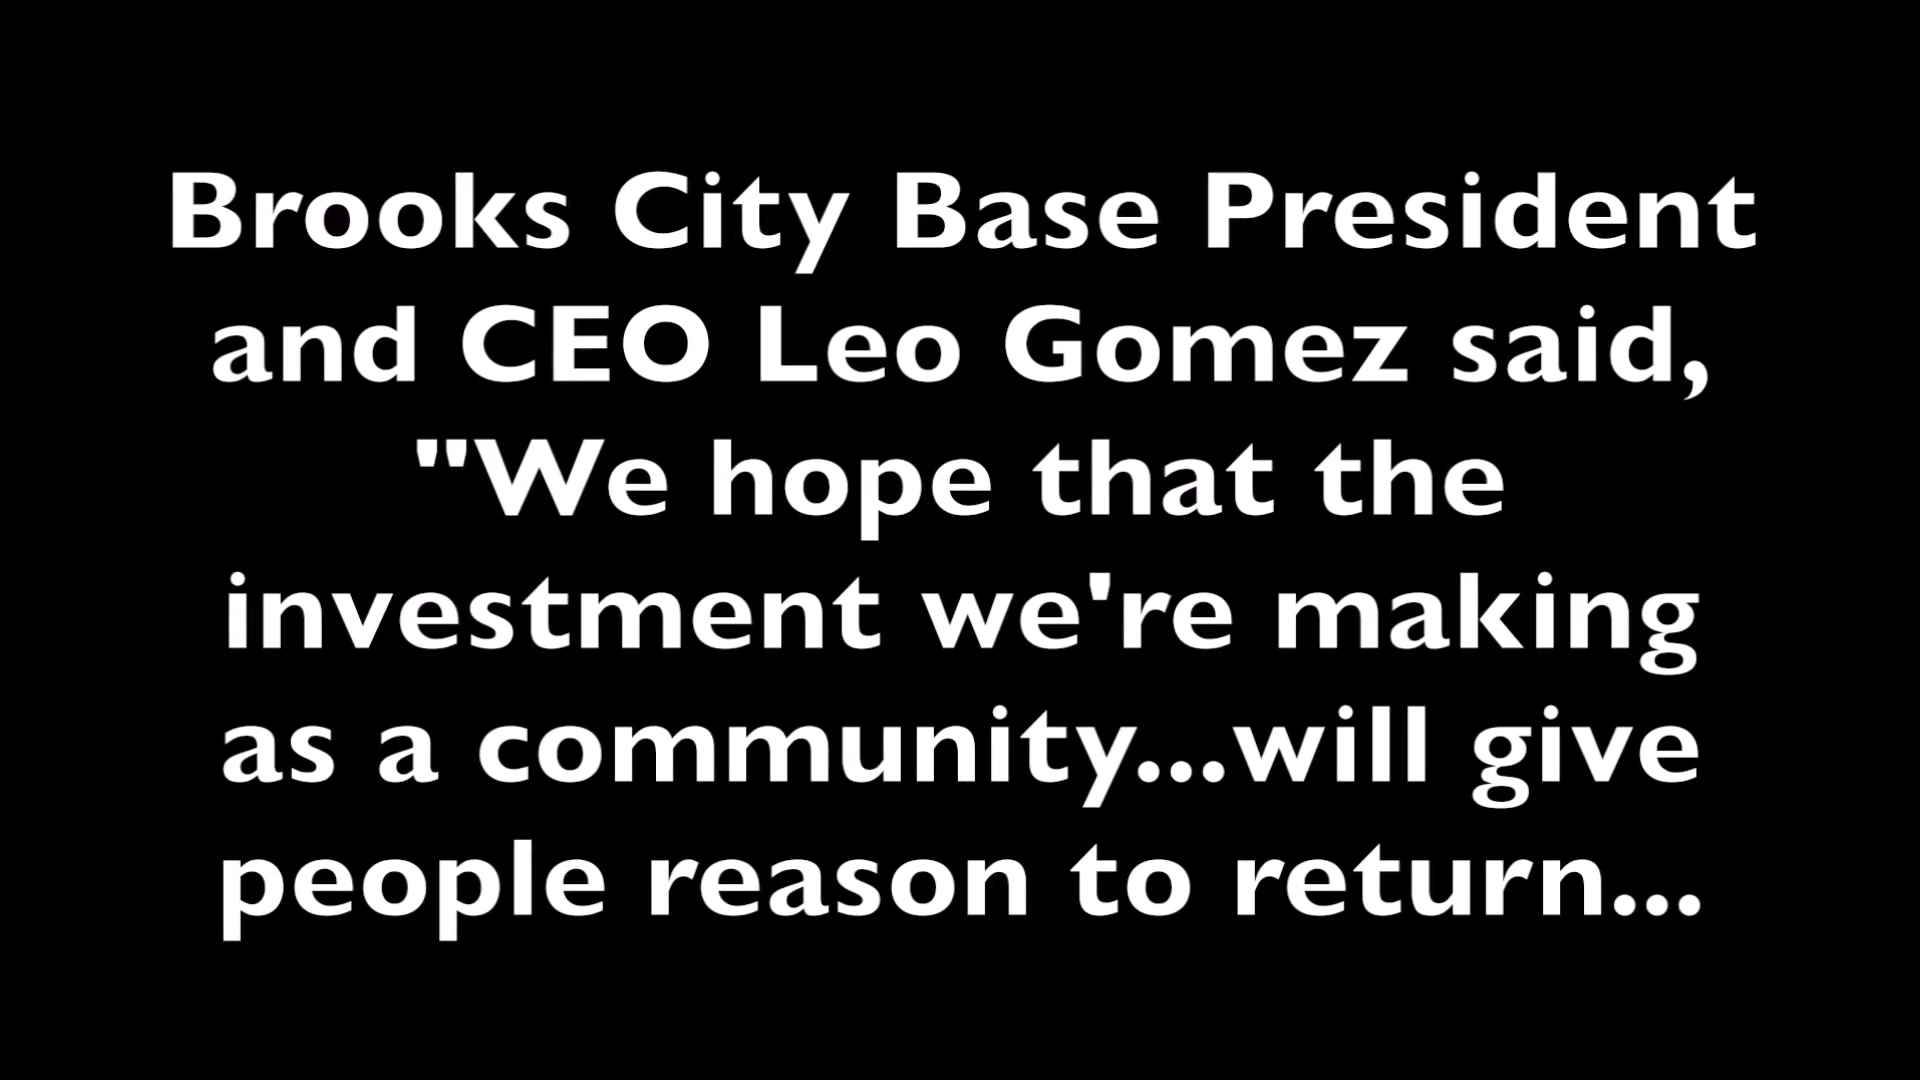 Brooks City Base President
and CEO Leo Gomez said,
"We hope that the
investment we're making
as a community...will give
people reason to return...